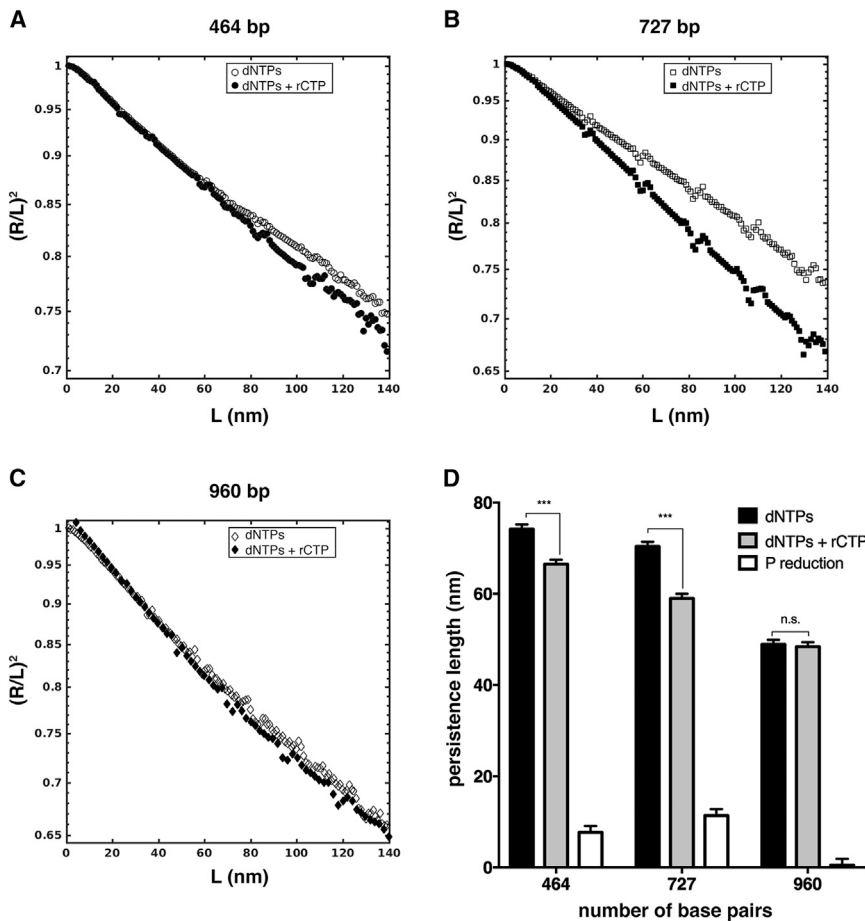 A
464 bp
dNTPs
dNTPs + rCTP
1
0.95
0.9
0.85
0.8
0.75
0.7
(R/L)²
0 20 40 60 80 100 120 140
L (nm)
B
727 bp
dNTPs
dNTPs + rCTP
1
0.95
0.9
0.85
0.8
0.75
0.7
0.65
(R/L)²
0 20 40 60 80 100 120 140
L (nm)
C
960 bp
dNTPs
dNTPs + rCTP
1
0.95
0.9
0.85
0.8
0.75
0.7
0.65
(R/L)²
0 20 40 60 80 100 120 140
L (nm)
D
dNTPs
dNTPs + rCTP
P reduction
***
***
n.s.
80
60
40
20
0
persistence length (nm)
464 727 960
number of base pairs